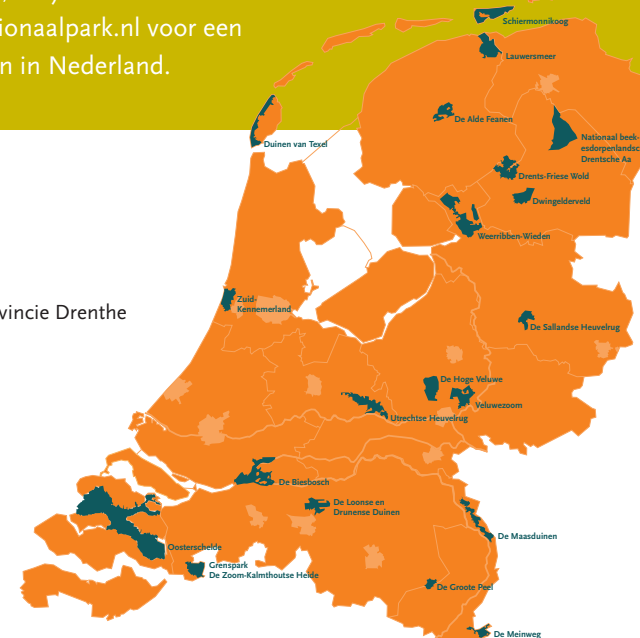 ionaalpark.nl voor een
n in Nederland.
Schiermonnikoog
Lauwersmeer
De Alde Feanen
Nationaal beek-
esdorpenlandsc
Drentsche Aa
Duinen van Texel
Drents-Friese Wold
Dwingelderveld
Weerribben-Wieden
Zuid-
Kennemerland
vincie Drenthe
De Sallandse Heuvelrug
De Hoge Veluwe
Veluwezoom
Utrechtse Heuvelrug
De Biesbosch
De Loonse en
Drunense Duinen
De Maasduinen
Oosterschelde
Grenspark
De Zoom-Kalmthoutse Heide
De Groote Peel
De Meinweg